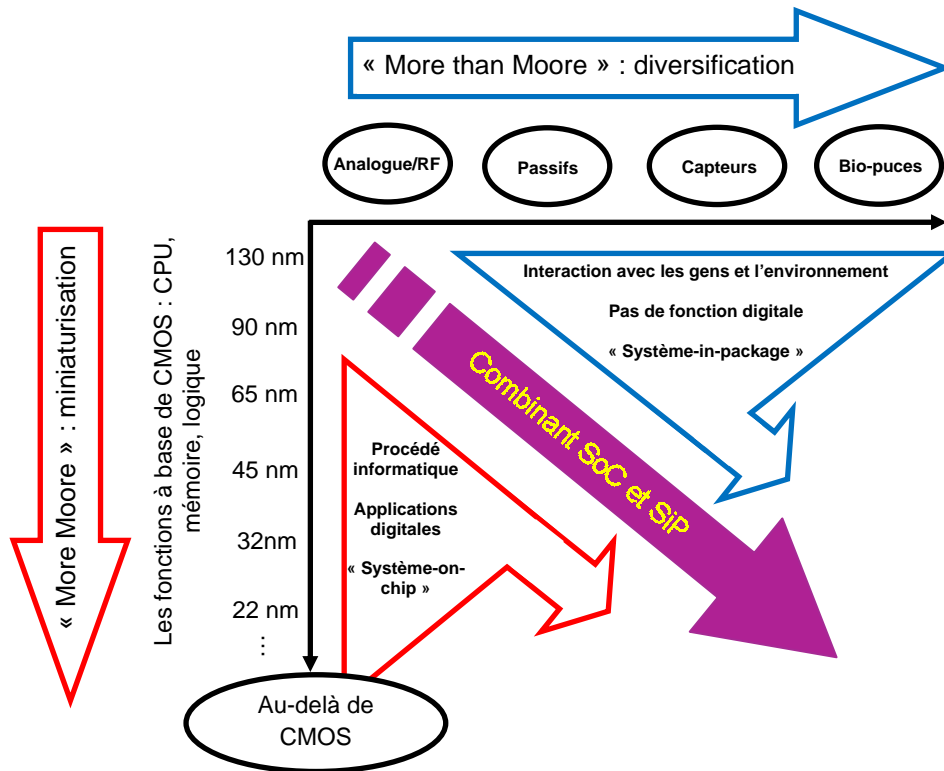 « More than Moore » : diversification
Analogue/RF
Passifs
Capteurs
Bio-puces
« More Moore » : miniaturisation
Les fonctions à base de CMOS : CPU,
mémoire, logique
130 nm
90 nm
65 nm
45 nm
32nm
22 nm
...
Interaction avec les gens et l’environnement
Pas de fonction digitale
« Système-in-package »
Combinant SoC et SiP
Procédé
informatique
Applications
digitales
« Système-on-
chip »
Au-delà de
CMOS